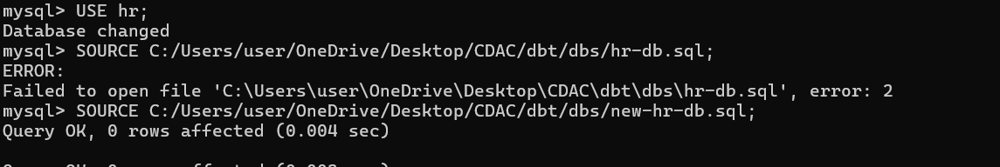 mysql> USE hr;
Database changed
mysql> SOURCE C:/Users/user/OneDrive/Desktop/CDAC/dbt/dbs/hr-db.sql;
ERROR:
Failed to open file 'C:\Users\user\OneDrive\Desktop\CDAC\dbt\dbs\hr-db.sql', error: 2
mysql> SOURCE C:/Users/user/OneDrive/Desktop/CDAC/dbt/dbs/new-hr-db.sql;
Query OK, 0 rows affected (0.004 sec)